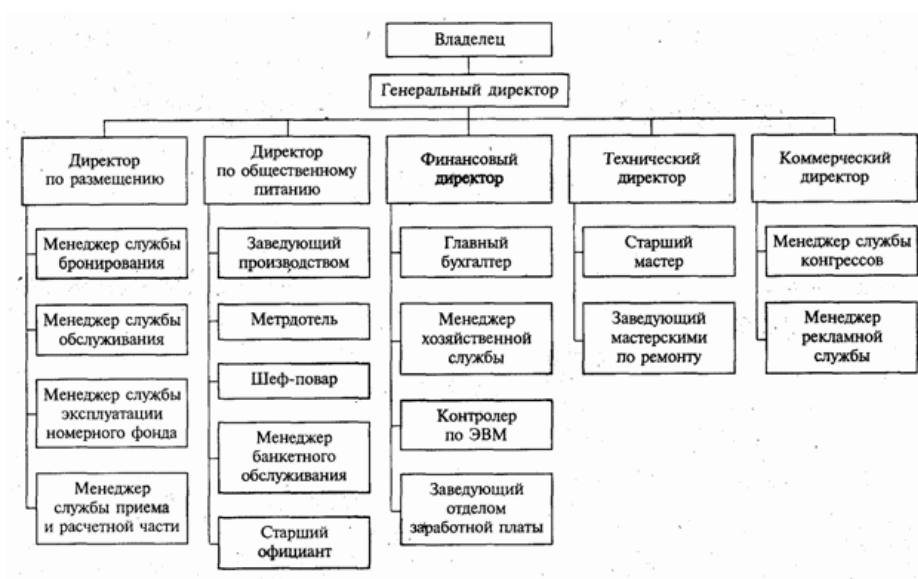 Владелец
Генеральный директор
Директор
по размещению
Менеджер службы
бронирования
Менеджер службы
обслуживания
Менеджер службы
эксплуатации
номерного фонда
Менеджер
службы приема
и расчетной части
Директор
по общественному
питанию
Заведующий
производством
Метрдотель
Шеф-повар
Менеджер
банкетного
обслуживания
Старший
официант
Финансовый
директор
Главный
бухгалтер
Менеджер
хозяйственной
службы
Контролер
по ЭВМ
Заведующий
отделом
заработной платы
Технический
директор
Старший
мастер
Заведующий
мастерскими
по ремонту
Коммерческий
директор
Менеджер службы
конгрессов
Менеджер
рекламной
службы